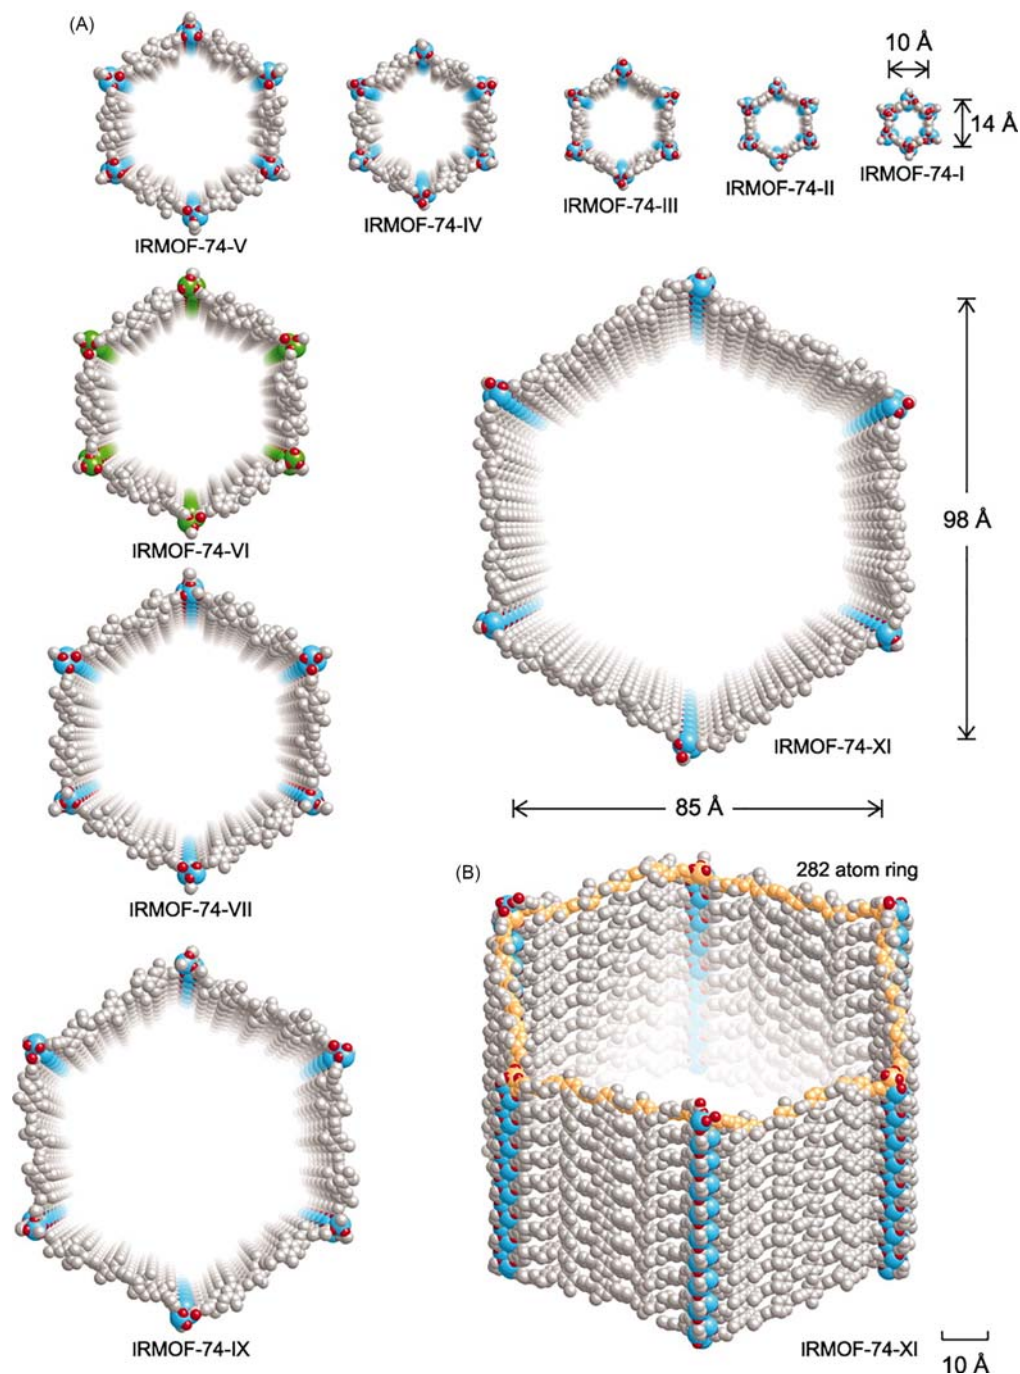 (A)
10 Å
14 Å
IRMOF-74-V
IRMOF-74-IV
IRMOF-74-III
IRMOF-74-II
IRMOF-74-I
IRMOF-74-VI
98 Å
IRMOF-74-XI
85 Å
IRMOF-74-VII
(B)
282 atom ring
IRMOF-74-IX
IRMOF-74-XI
10 Å